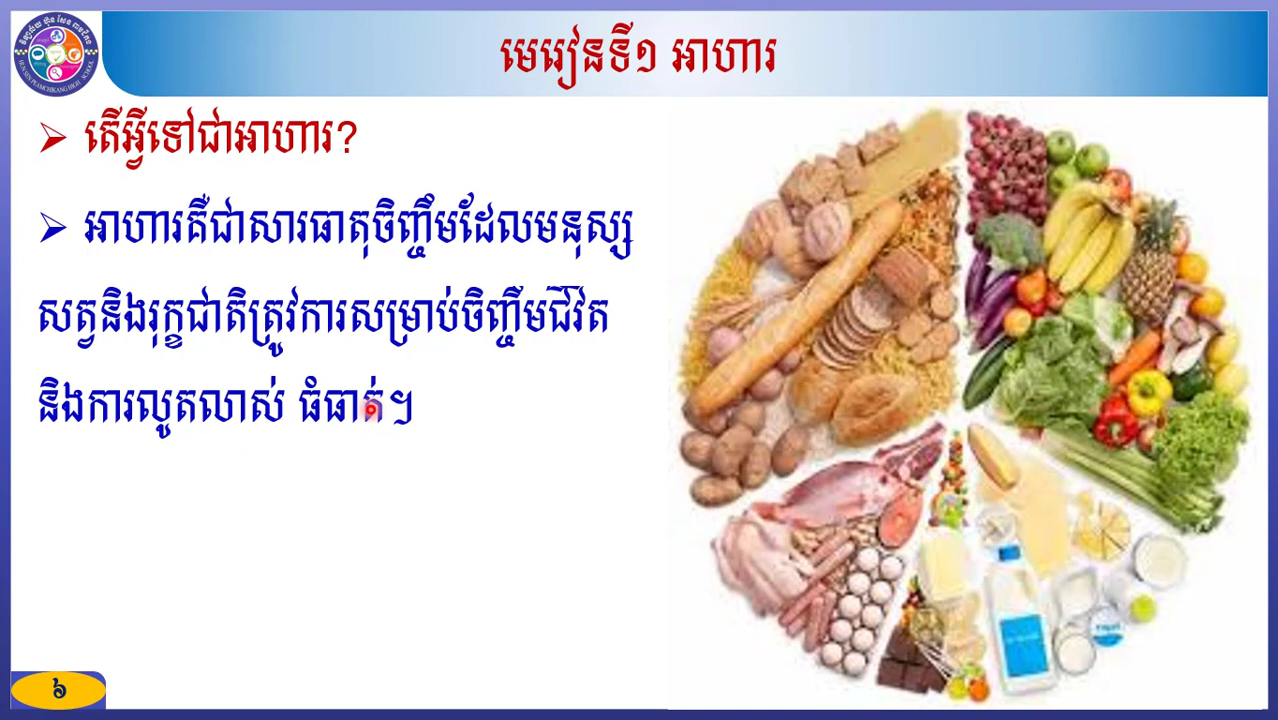 មេរៀនទី១ អាហារ
តើអ្វីទៅជាអាហារ?
អាហារគឺជាសារធាតុចិញ្ចឹមដែលមនុស្ស
សត្វនិងរុក្ខជាតិត្រូវការសម្រាប់ចិញ្ចឹមជីវិត
និងការលូតលាស់ ធំធាត់។
៦